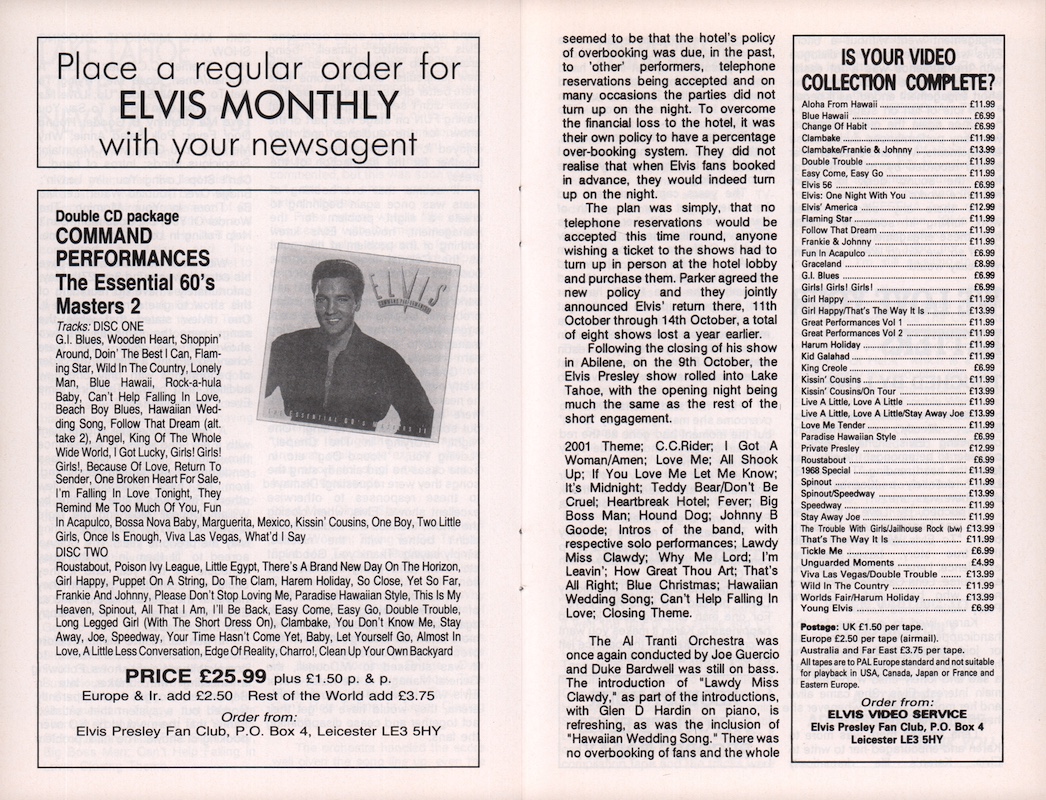 Place a regular order for
ELVIS MONTHLY
with your newsagent
Double CD package
COMMAND
PERFORMANCES
The Essential 60's
Masters 2
Tracks: DISC ONE
G.I. Blues, Wooden Heart, Shoppin'
Around, Doin' The Best I Can, Flam-
ing Star, Wild In The Country, Lonely
Man, Blue Hawaii, Rock-a-hula
Baby, Can't Help Falling In Love,
Beach Boy Blues, Hawaiian Wed-
ding Song, Follow That Dream (alt.
take 2), Angel, King Of The Whole
Wide World, I Got Lucky, Girls! Girls!
Girls!, Because Of Love, Return To
Sender, One Broken Heart For Sale,
I'm Falling In Love Tonight, They
Remind Me Too Much Of You, Fun
In Acapulco, Bossa Nova Baby, Marguerita, Mexico, Kissin' Cousins, One Boy, Two Little
Girls, Once Is Enough, Viva Las Vegas, What'd I Say
DISC TWO
Roustabout, Poison Ivy League, Little Egypt, There's A Brand New Day On The Horizon,
Girl Happy, Puppet On A String, Do The Clam, Harem Holiday, So Close, Yet So Far,
Frankie And Johnny, Please Don't Stop Loving Me, Paradise Hawaiian Style, This Is My
Heaven, Spinout, All That I Am, I'll Be Back, Easy Come, Easy Go, Double Trouble,
Long Legged Girl (With The Short Dress On), Clambake, You Don't Know Me, Stay
Away, Joe, Speedway, Your Time Hasn't Come Yet, Baby, Let Yourself Go, Almost In
Love, A Little Less Conversation, Edge Of Reality, Charro!, Clean Up Your Own Backyard
PRICE £25.99 plus £1.50 p. & p.
Europe & Ir. add £2.50 Rest of the World add £3.75
Order from:
Elvis Presley Fan Club, P.O. Box 4, Leicester LE3 5HY
ELVIS
COMMAND PERFORMANCES
THE ESSENTIAL 60'S MASTERS II
seemed to be that the hotel's policy
of overbooking was due, in the past,
to 'other' performers, telephone
reservations being accepted and on
many occasions the parties did not
turn up on the night. To overcome
the financial loss to the hotel, it was
their own policy to have a percentage
over-booking system. They did not
realise that when Elvis fans booked
in advance, they would indeed turn
up on the night.
The plan was simply, that no
telephone reservations would be
accepted this time round, anyone
wishing a ticket to the shows had to
turn up in person at the hotel lobby
and purchase them. Parker agreed the
new policy and they jointly
announced Elvis' return there, 11th
October through 14th October, a total
of eight shows lost a year earlier.
Following the closing of his show
in Abilene, on the 9th October, the
Elvis Presley show rolled into Lake
Tahoe, with the opening night being
much the same as the rest of the
short engagement.
2001 Theme; C.C.Rider; I Got A
Woman/Amen; Love Me; All Shook
Up; If You Love Me Let Me Know;
It's Midnight; Teddy Bear/Don't Be
Cruel; Heartbreak Hotel; Fever; Big
Boss Man; Hound Dog; Johnny B
Goode; Intros of the band, with
respective solo performances; Lawdy
Miss Clawdy; Why Me Lord; I'm
Leavin'; How Great Thou Art; That's
All Right; Blue Christmas; Hawaiian
Wedding Song; Can't Help Falling In
Love; Closing Theme.
The Al Tranti Orchestra was
once again conducted by Joe Guercio
and Duke Bardwell was still on bass.
The introduction of "Lawdy Miss
Clawdy," as part of the introductions,
with Glen D Hardin on piano, is
refreshing, as was the inclusion of
"Hawaiian Wedding Song." There was
no overbooking of fans and the whole
IS YOUR VIDEO
COLLECTION COMPLETE?
Aloha From Hawaii £11.99
Blue Hawaii £6.99
Change Of Habit £6.99
Clambake £11.99
Clambake/Frankie & Johnny £13.99
Double Trouble £11.99
Easy Come, Easy Go £11.99
Elvis 56 £6.99
Elvis: One Night With You £11.99
Elvis' America £12.99
Flaming Star £11.99
Follow That Dream £11.99
Frankie & Johnny £11.99
Fun In Acapulco £6.99
Graceland £8.99
G.I. Blues £6.99
Girls! Girls! Girls! £6.99
Girl Happy £11.99
Girl Happy/That's The Way It Is £13.99
Great Performances Vol 1 £11.99
Great Performances Vol 2 £11.99
Harum Holiday £11.99
Kid Galahad £11.99
King Creole £6.99
Kissin' Cousins £11.99
Kissin' Cousins/On Tour £13.99
Live A Little, Love A Little £11.99
Live A Little, Love A Little/Stay Away Joe £13.99
Love Me Tender £11.99
Paradise Hawaiian Style £6.99
Private Presley £12.99
Roustabout £6.99
1968 Special £11.99
Spinout £11.99
Spinout/Speedway £13.99
Speedway £11.99
Stay Away Joe £11.99
The Trouble With Girls/Jailhouse Rock (b/w) £13.99
That's The Way It Is £11.99
Tickle Me £6.99
Unguarded Moments £4.99
Viva Las Vegas/Double Trouble £13.99
Wild In The Country £11.99
Worlds Fair/Harum Holiday £13.99
Young Elvis £6.99
Postage: UK £1.50 per tape.
Europe £2.50 per tape (airmail).
Australia and Far East £3.75 per tape.
All tapes are to PAL Europe standard and not suitable
for playback in USA, Canada, Japan or France and
Eastern Europe.
Order from:
ELVIS VIDEO SERVICE
Elvis Presley Fan Club, P.O. Box 4
Leicester LE3 5HY